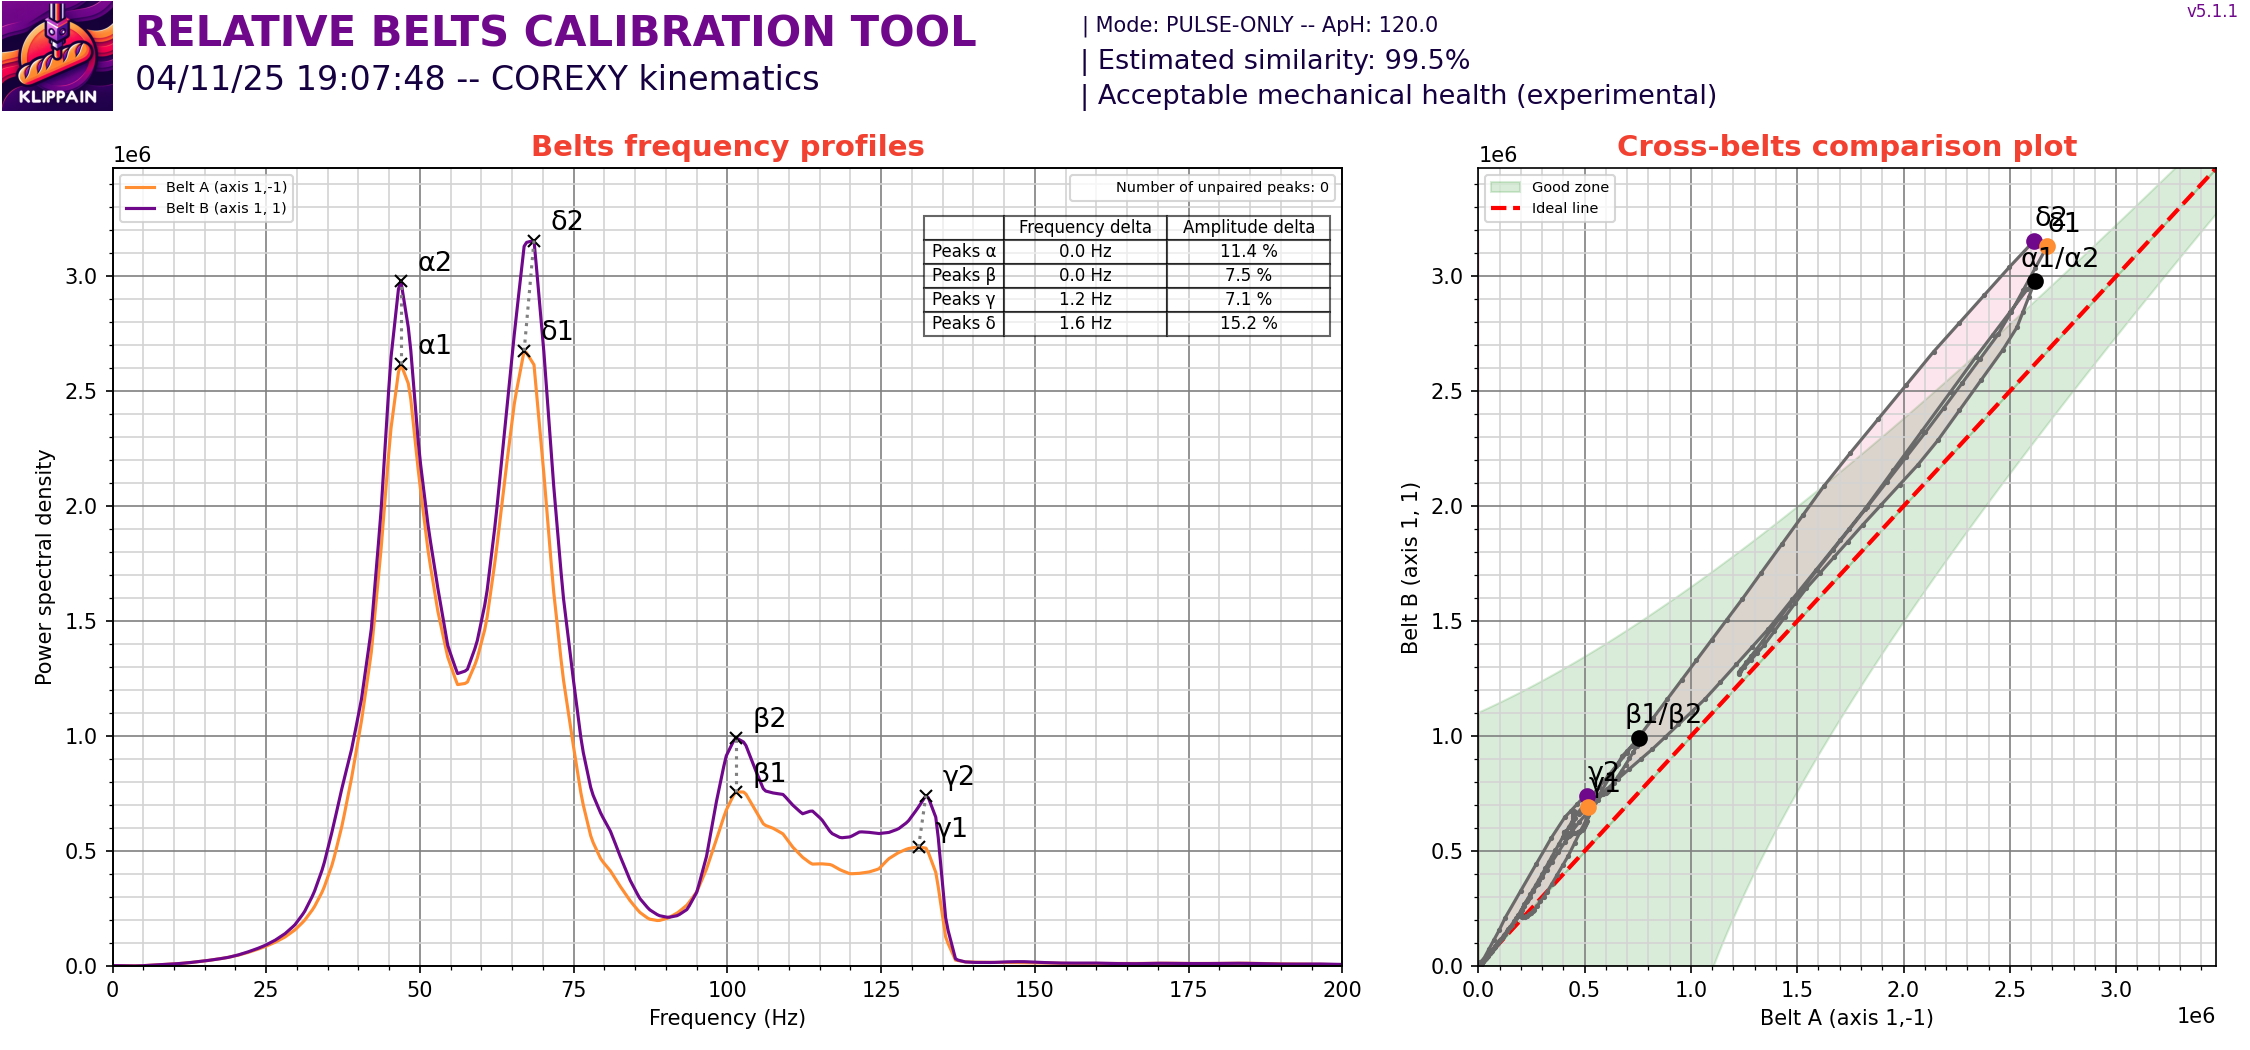 KLIPPAIN
RELATIVE BELTS CALIBRATION TOOL
04/11/25 19:07:48 -- COREXY kinematics
| Mode: PULSE-ONLY -- ApH: 120.0
| Estimated similarity: 99.5%
| Acceptable mechanical health (experimental)
v5.1.1
Belts frequency profiles
1e6
Belt A (axis 1,-1)
Belt B (axis 1, 1)
Number of unpaired peaks: 0
Frequency delta Amplitude delta
Peaks α 0.0 Hz 11.4 %
Peaks β 0.0 Hz 7.5 %
Peaks γ 1.2 Hz 7.1 %
Peaks δ 1.6 Hz 15.2 %
α2
α1
δ2
δ1
β2
β1
γ2
γ1
Power spectral density
3.0
2.5
2.0
1.5
1.0
0.5
0.0
0 25 50 75 100 125 150 175 200
Frequency (Hz)
Cross-belts comparison plot
1e6
Good zone
Ideal line
δ2
δ1
α1/α2
β1/β2
γ2
γ1
Belt B (axis 1, 1)
3.0
2.5
2.0
1.5
1.0
0.5
0.0
0.0 0.5 1.0 1.5 2.0 2.5 3.0
Belt A (axis 1,-1)
1e6